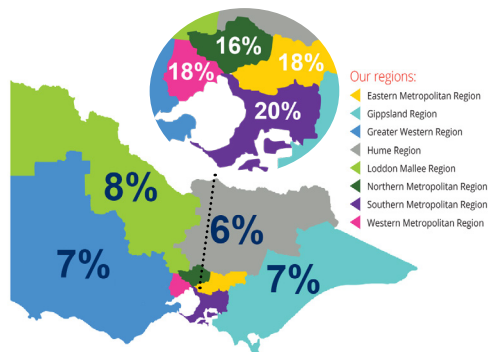 16%
18%
18%
20%
8%
6%
7%
7%
Our regions:
Eastern Metropolitan Region
Gippsland Region
Greater Western Region
Hume Region
Loddon Mallee Region
Northern Metropolitan Region
Southern Metropolitan Region
Western Metropolitan Region